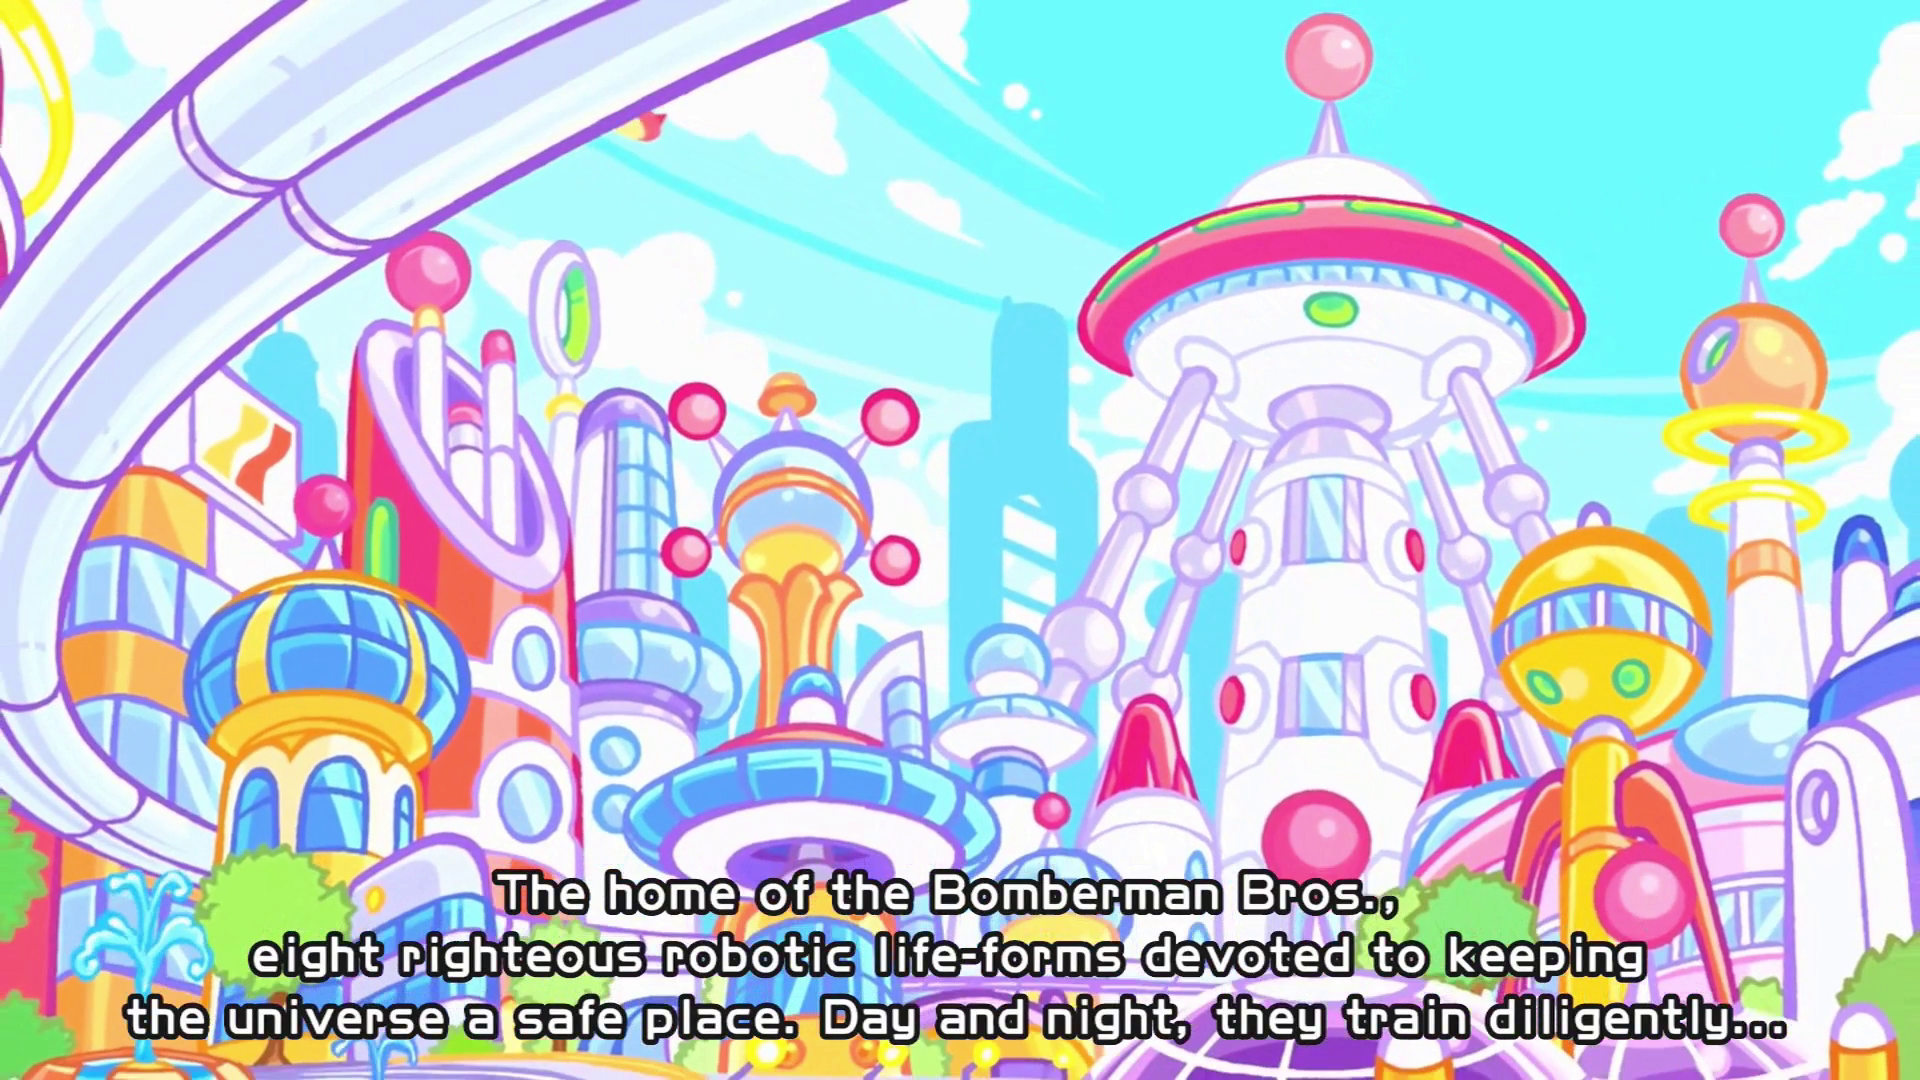 The home of the Bomberman Bros.,
eight righteous robotic life-forms devoted to keeping
the universe a safe place. Day and night, they train diligently...